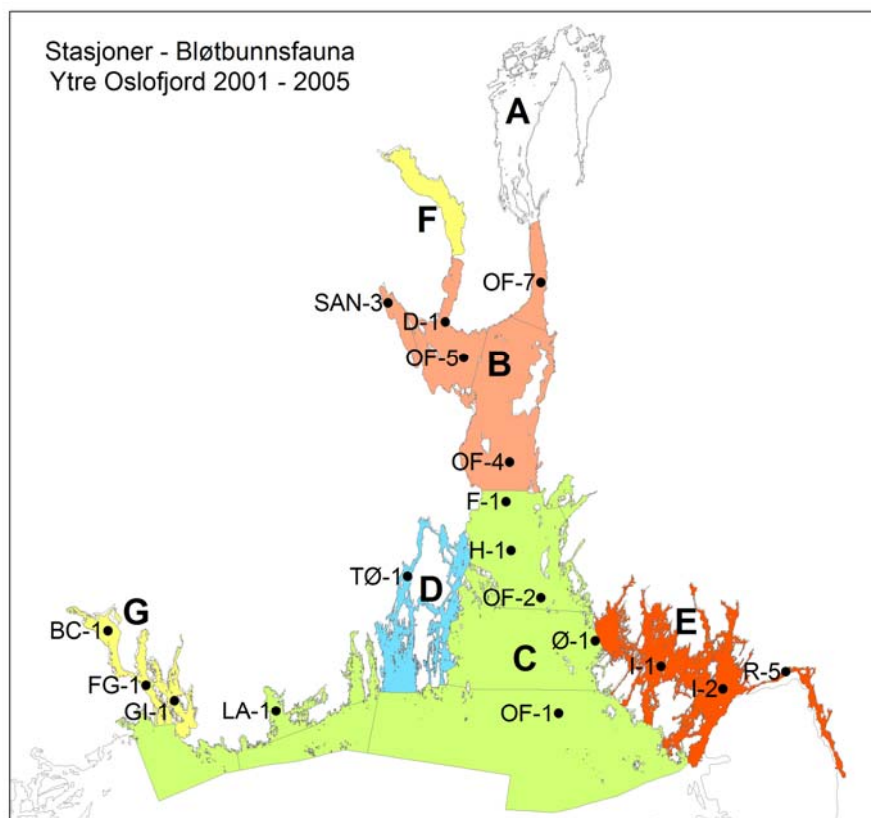 Stasjoner - Bløtbunnsfauna
Ytre Oslofjord 2001 - 2005
A
F
OF-7
SAN-3
D-1
OF-5
B
OF-4
F-1
H-1
TØ-1
D
OF-2
G
E
BC-1
Ø-1
C
I-1
R-5
FG-1
I-2
GI-1
LA-1
OF-1